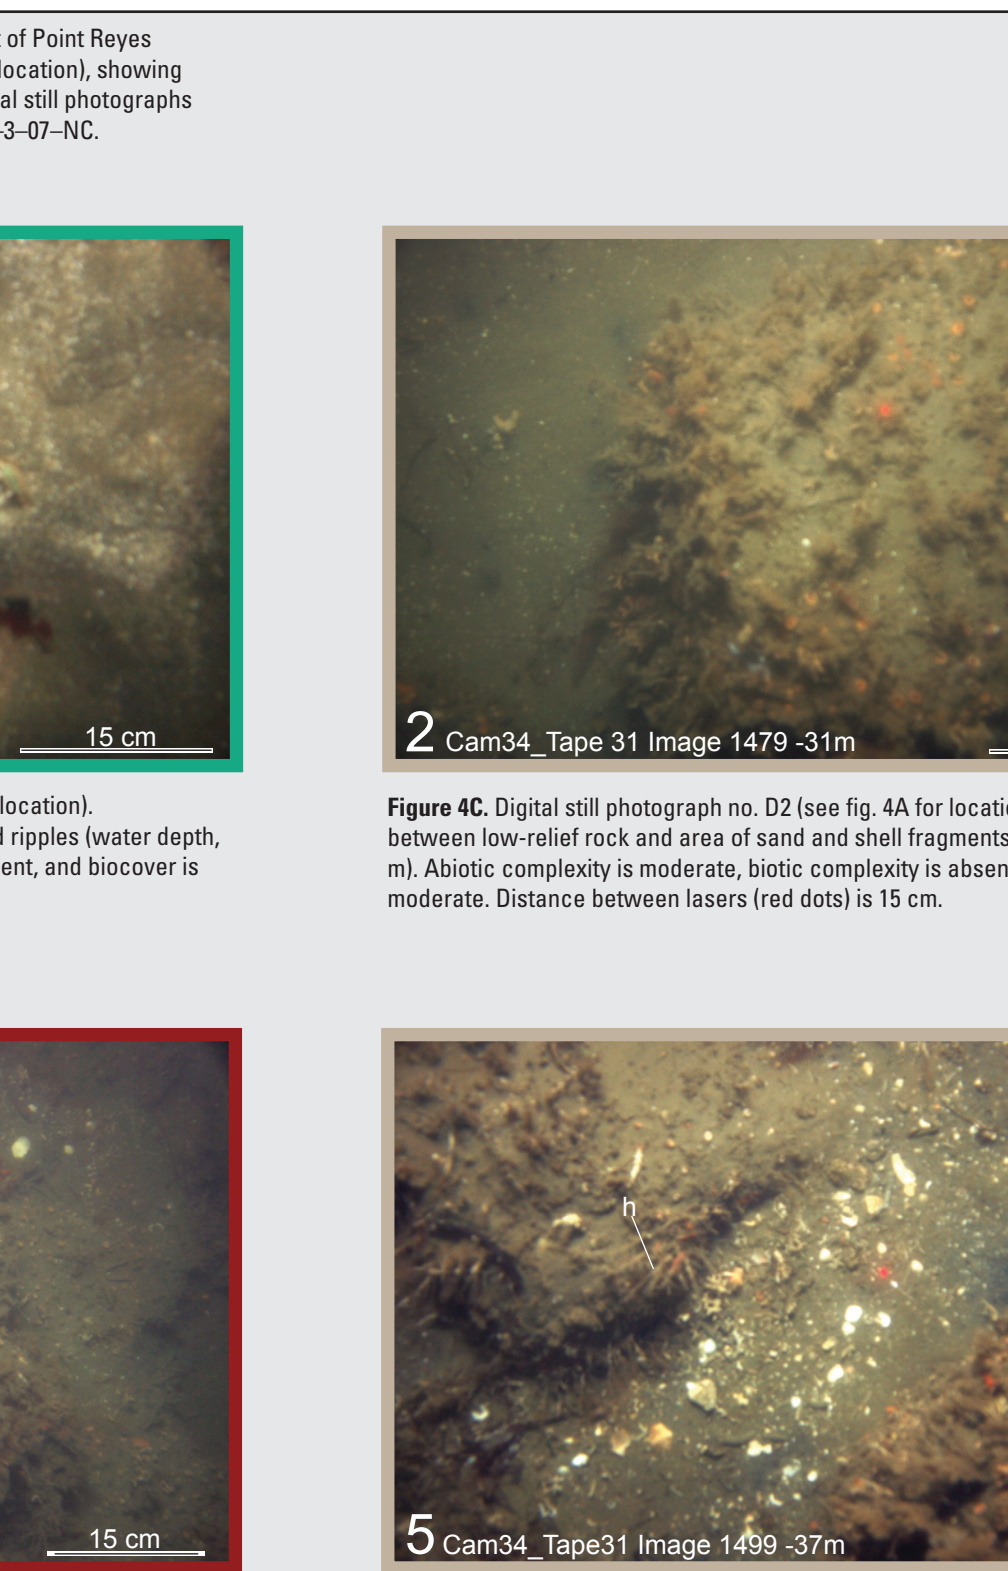 of Point Reyes
location), showing
al still photographs
-3–07–NC.
15 cm
2 Cam34_Tape 31 Image 1479 -31m
location).
d ripples (water depth,
ent, and biocover is
Figure 4C. Digital still photograph no. D2 (see fig. 4A for locatio
between low-relief rock and area of sand and shell fragments
m). Abiotic complexity is moderate, biotic complexity is absen
moderate. Distance between lasers (red dots) is 15 cm.
h
15 cm
5 Cam34_Tape31 Image 1499 -37m